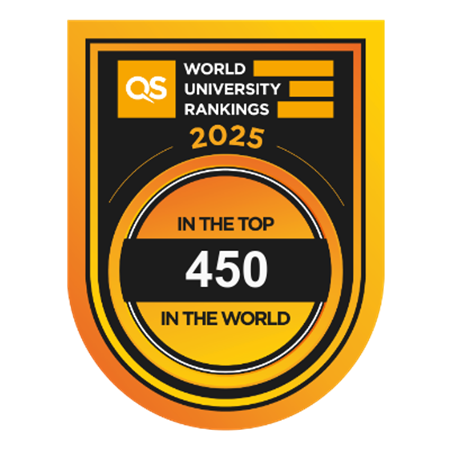 QS
WORLD
UNIVERSITY
RANKINGS
2025
IN THE TOP
450
IN THE WORLD